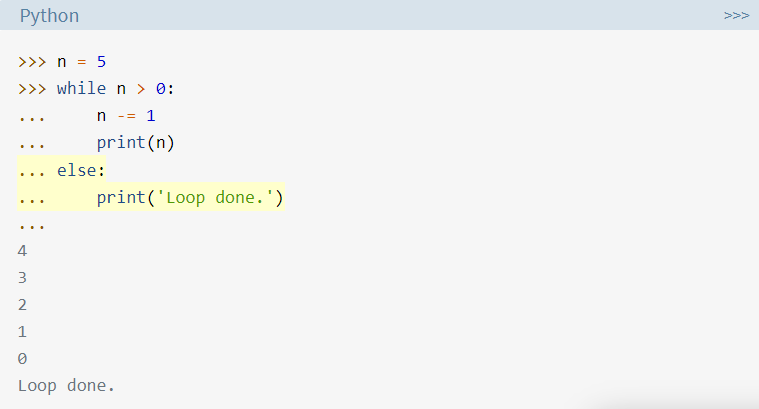 Python >>>
>>> n = 5
>>> while n > 0:
...     n -= 1
...     print(n)
... else:
...     print('Loop done.')
...
4
3
2
1
0
Loop done.